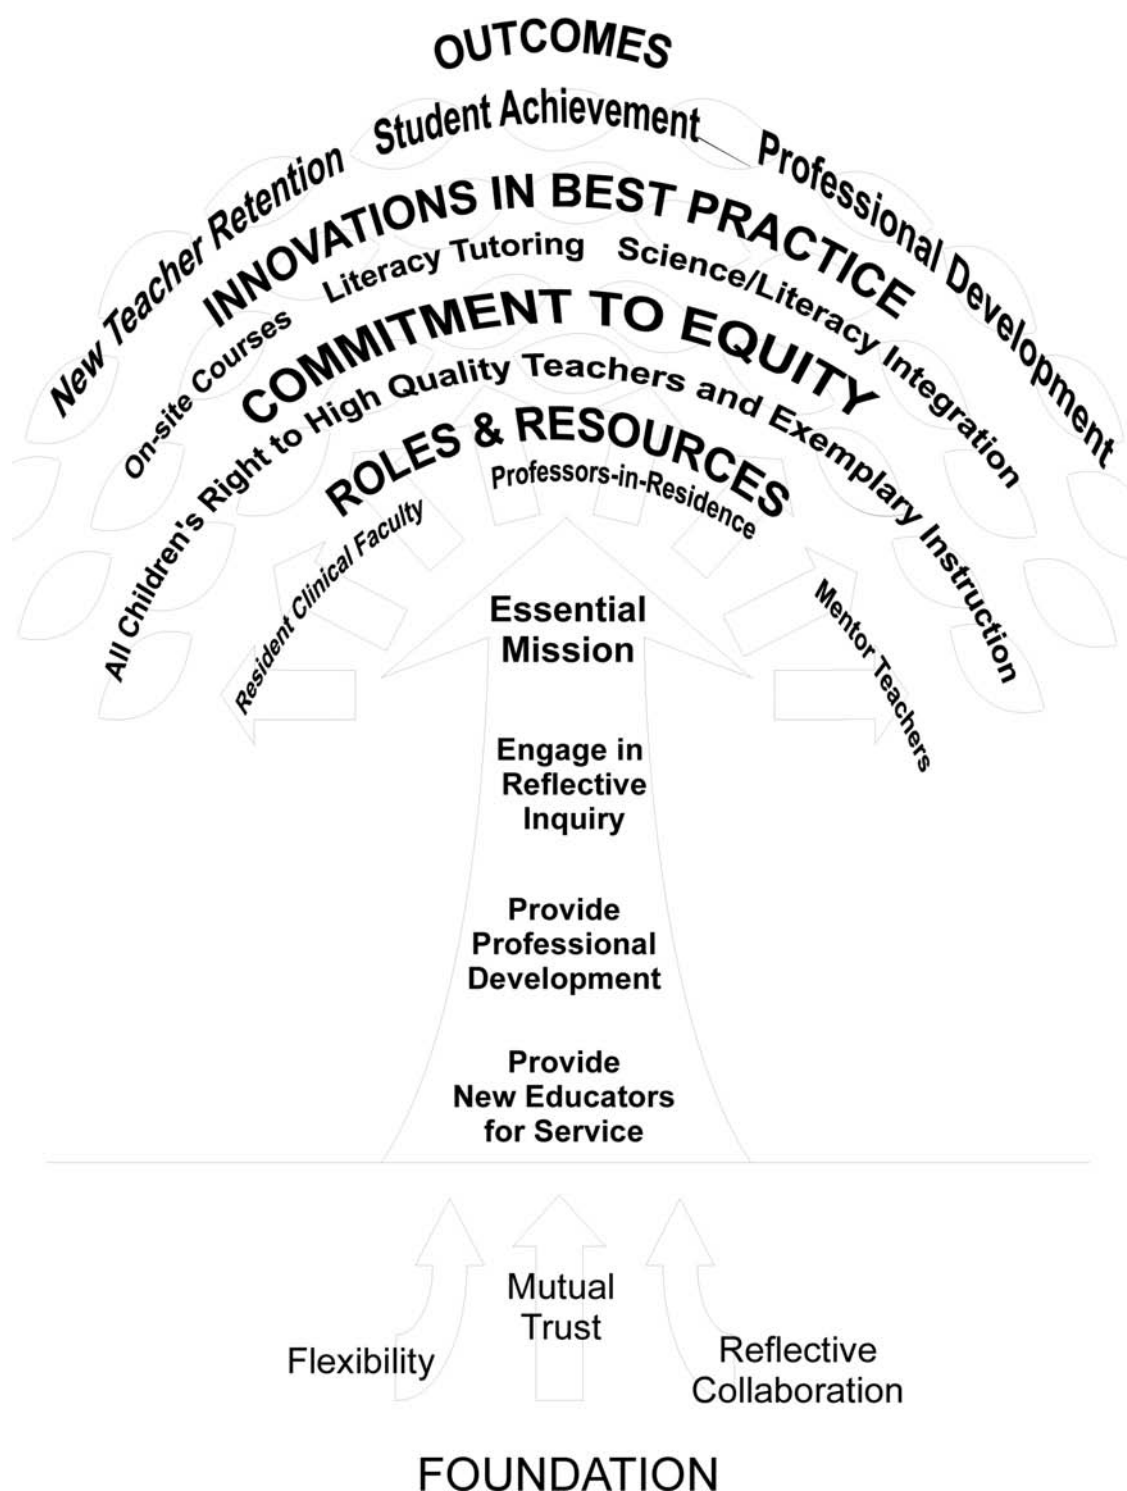 OUTCOMES
New Teacher Retention Student Achievement Professional Development
INNOVATIONS IN BEST PRACTICE
On-site Courses Literacy Tutoring Science/Literacy Integration
COMMITMENT TO EQUITY
All Children's Right to High Quality Teachers and Exemplary Instruction
ROLES & RESOURCES
Resident Clinical Faculty Professors-in-Residence Mentor Teachers
Essential
Mission
Engage in
Reflective
Inquiry
Provide
Professional
Development
Provide
New Educators
for Service
Flexibility
Mutual
Trust
Reflective
Collaboration
FOUNDATION